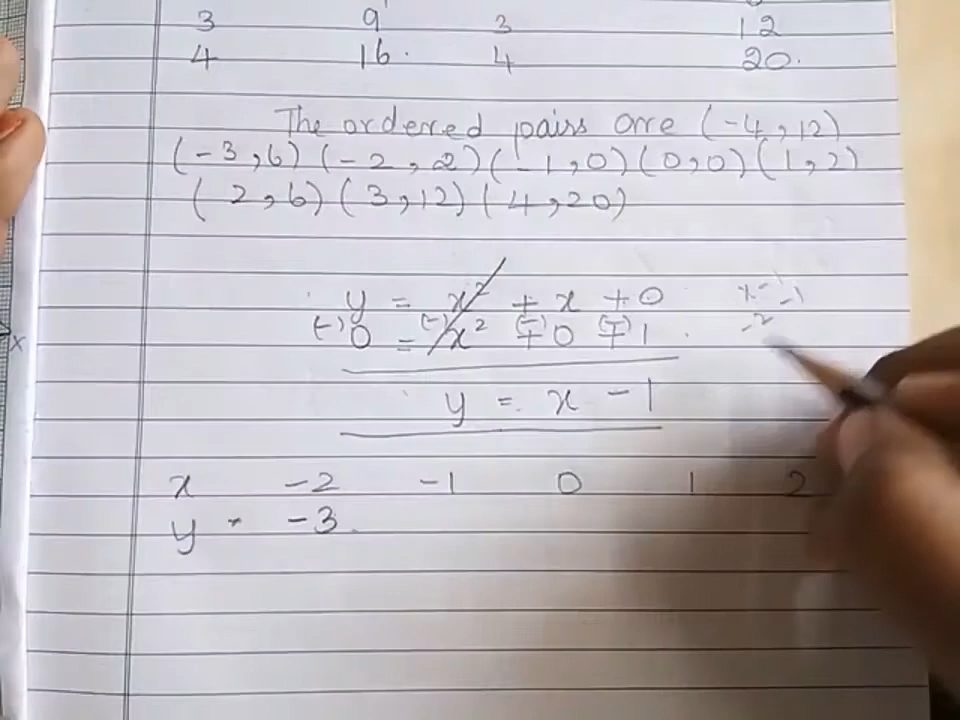 3 9 3 12
4 16. 4 20.
The ordered pairs are (-4,12)
(-3,6) (-2,2) (-1,0) (0,0) (1,2)
(2,6) (3,12) (4,20)
y = x² + x + 0
(-) 0 = (-) x² (-) + 0 (-) + 1
y = x - 1
x -2 -1 0 1 2
y -3
x - 1
-2
x